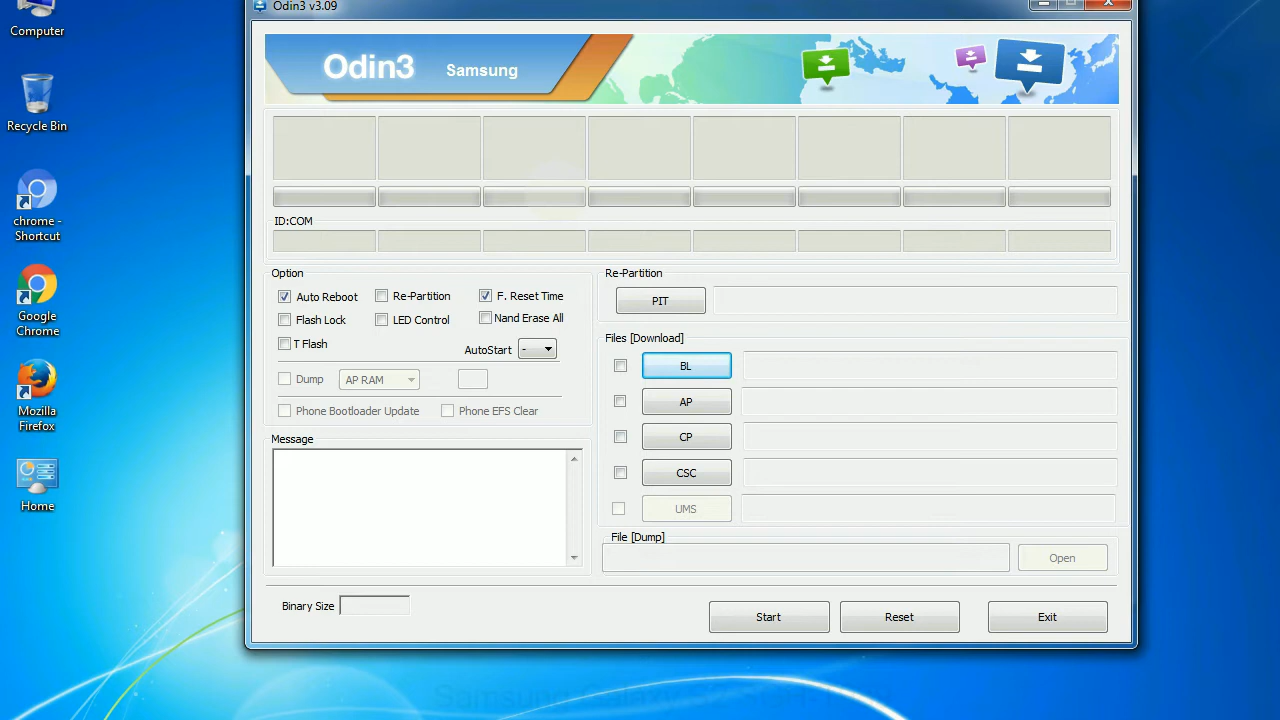 Odin3 v3.09
Computer
Recycle Bin
chrome -
Shortcut
Google
Chrome
Mozilla
Firefox
Home
Odin3 Samsung
ID:COM
Option
Auto Reboot
Re-Partition
F. Reset Time
Flash Lock
LED Control
Nand Erase All
T Flash
AutoStart -
Dump AP RAM
Phone Bootloader Update
Phone EFS Clear
Message
Binary Size
Re-Partition
PIT
Files [Download]
BL
AP
CP
CSC
UMS
File [Dump]
Open
Start
Reset
Exit
Samsung Galaxy